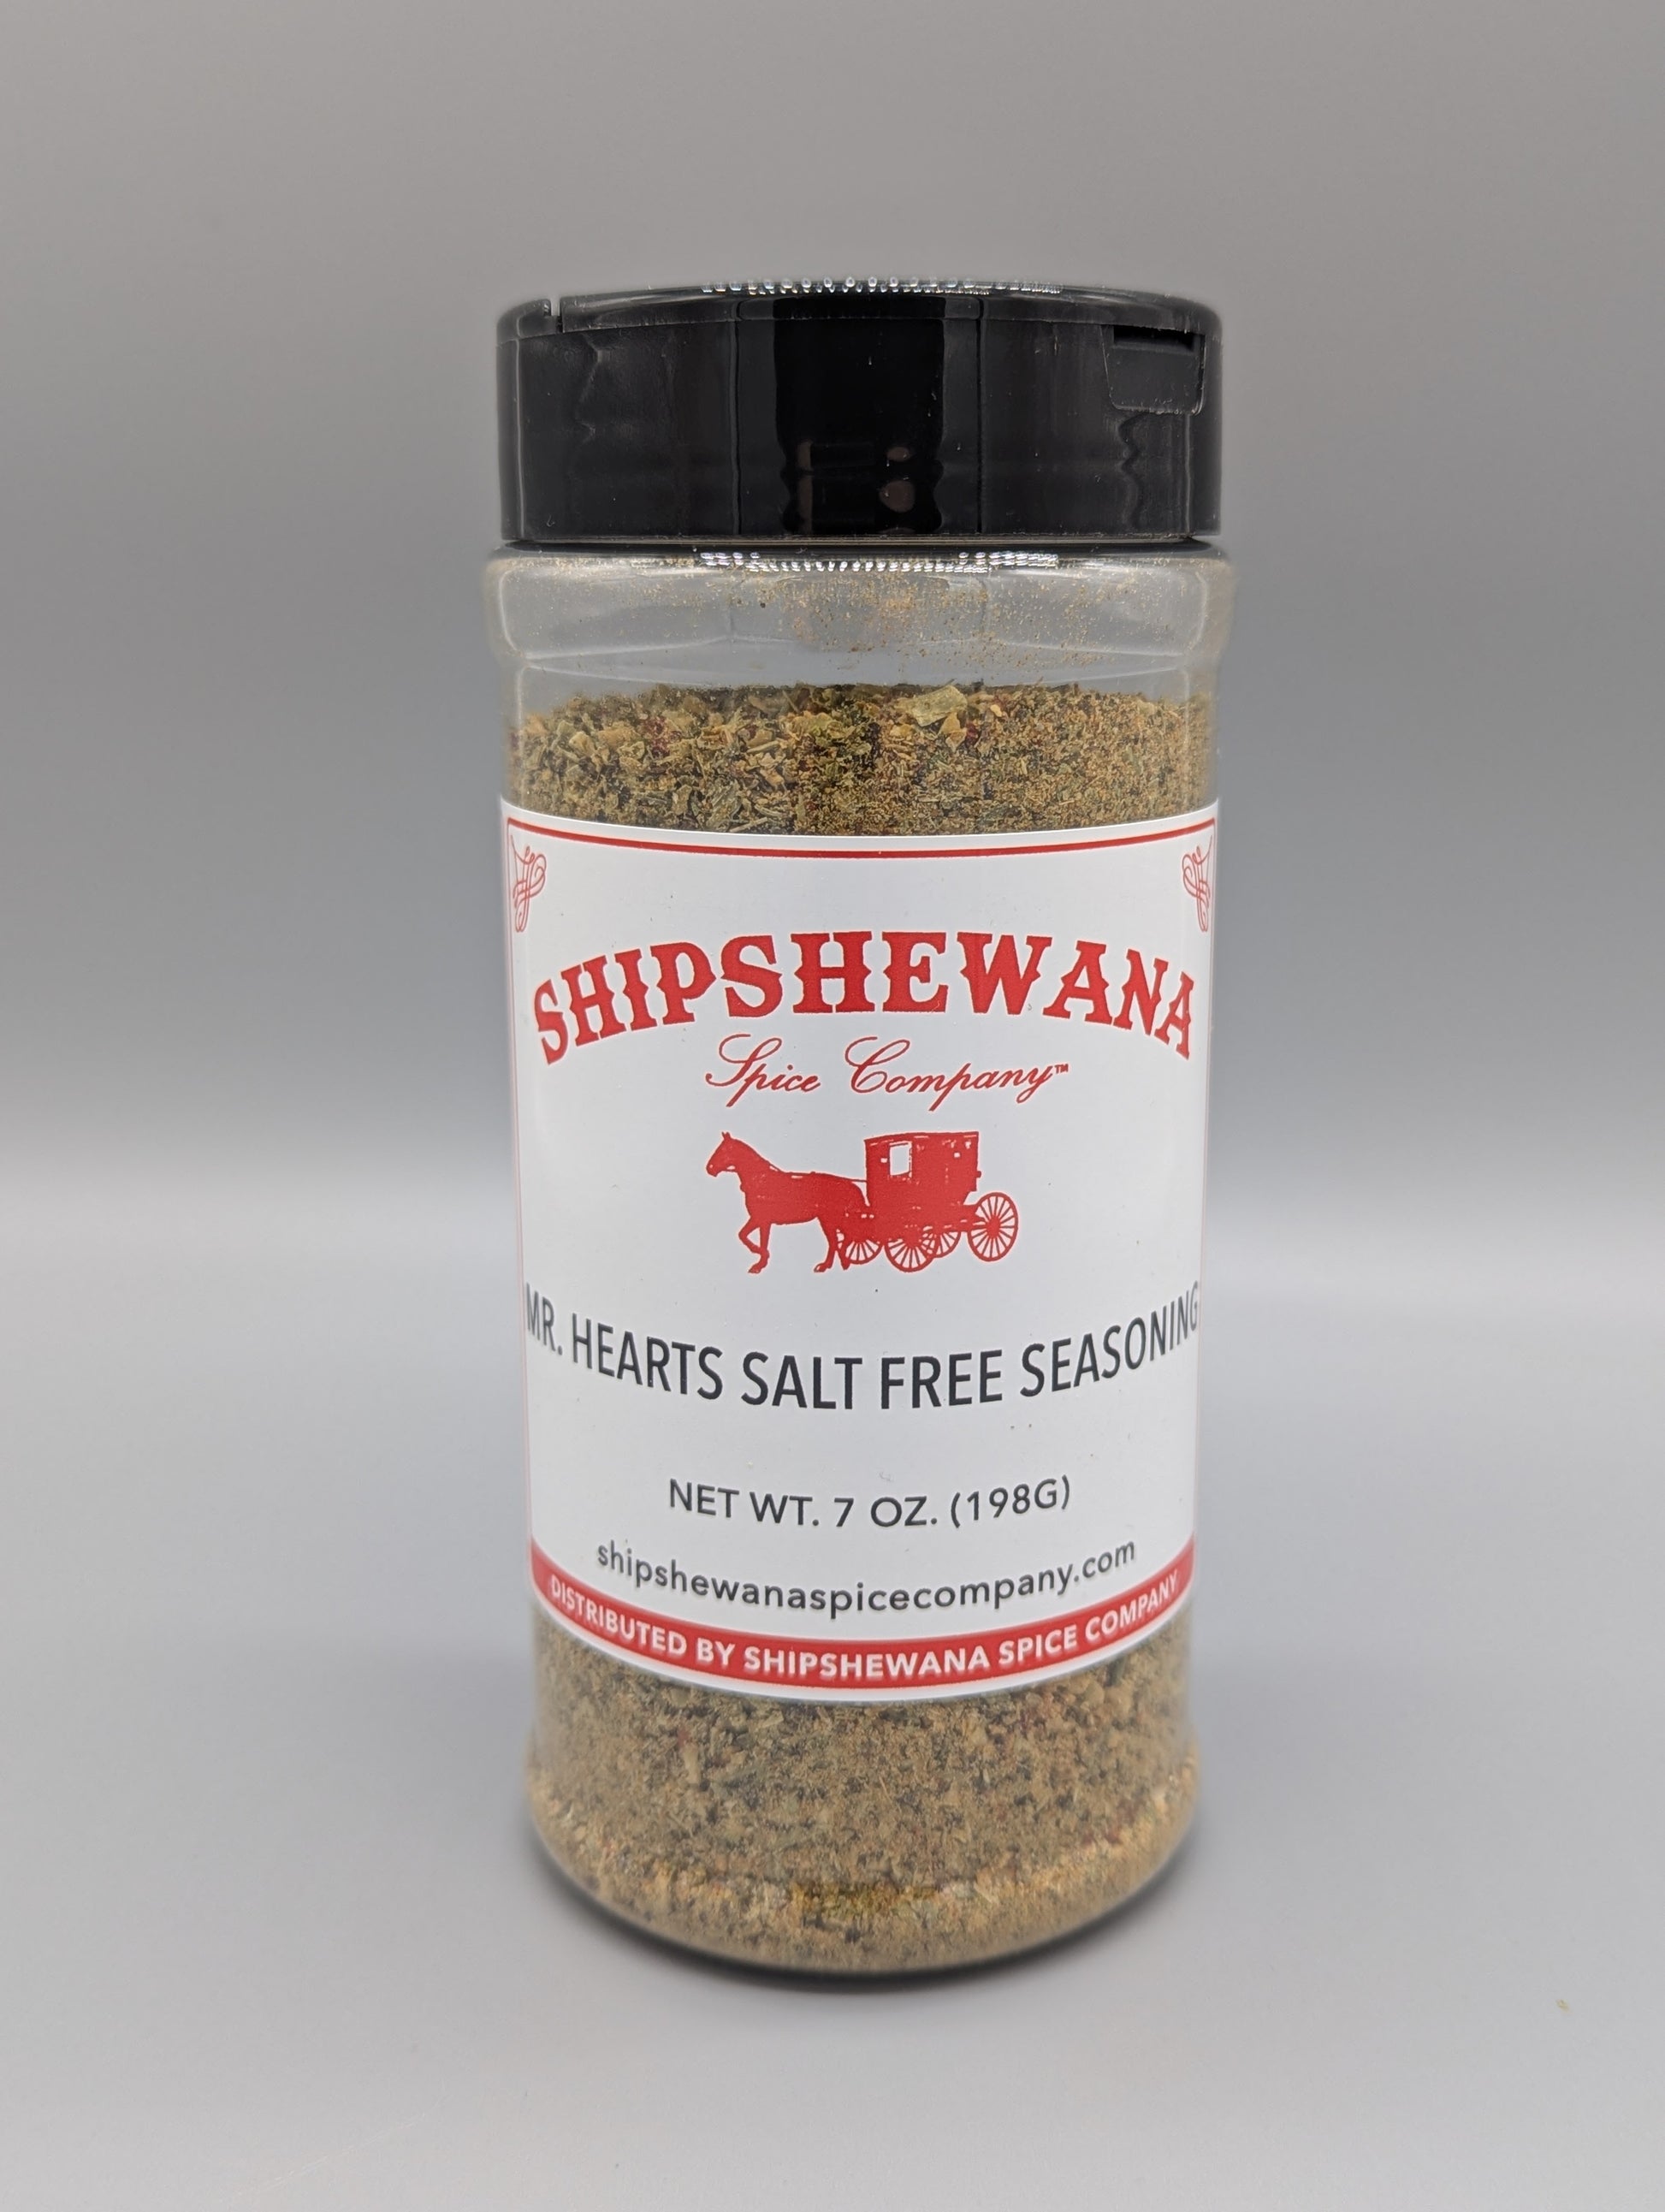 SHIPSHEWANA
Spice Company™
MR. HEARTS SALT FREE SEASONING
NET WT. 7 OZ. (198G)
shipshewanaspicecompany.com
DISTRIBUTED BY SHIPSHEWANA SPICE COMPANY